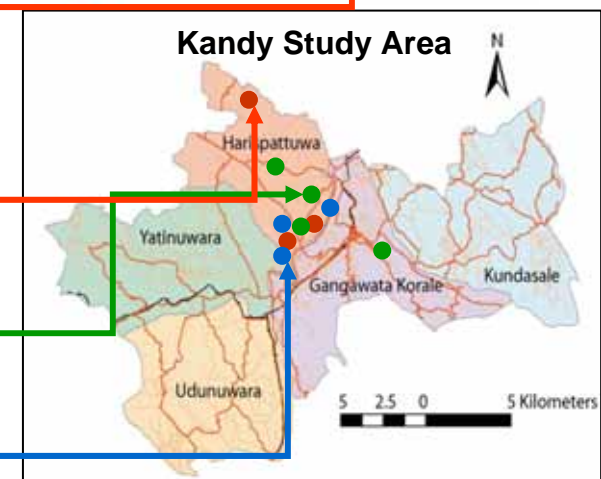 Kandy Study Area
N
Harispattuwa
Yatinuwara
Gangawata Korale
Kundasale
Udunuwara
5 2.5 0 5 Kilometers